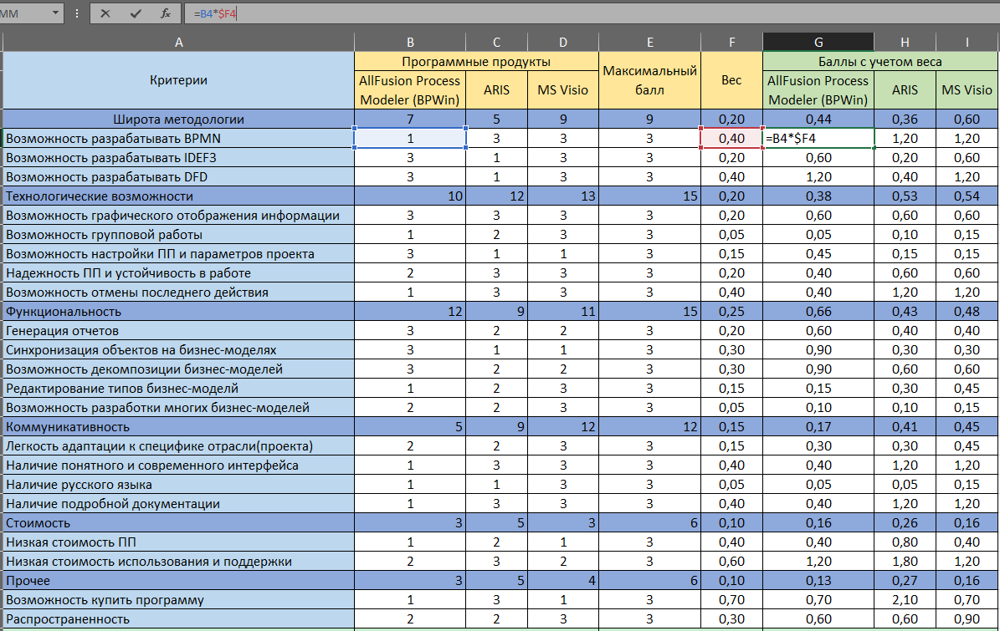 ММ =B4*$F4
A B C D E F G H I
Критерии Программные продукты Максимальный балл Вес Баллы с учетом веса
AllFusion Process Modeler (BPWin) ARIS MS Visio AllFusion Process Modeler (BPWin) ARIS MS Visio
Широта методологии 7 5 9 9 0,20 0,44 0,36 0,60
Возможность разрабатывать BPMN 1 3 3 3 0,40 =B4*$F4 1,20 1,20
Возможность разрабатывать IDEF3 3 1 3 3 0,20 0,60 0,20 0,60
Возможность разрабатывать DFD 3 1 3 3 0,40 1,20 0,40 1,20
Технологические возможности 10 12 13 15 0,20 0,38 0,53 0,54
Возможность графического отображения информации 3 3 3 3 0,20 0,60 0,60 0,60
Возможность групповой работы 1 2 3 3 0,05 0,05 0,10 0,15
Возможность настройки ПП и параметров проекта 3 1 1 3 0,15 0,45 0,15 0,15
Надежность ПП и устойчивость в работе 2 3 3 3 0,20 0,40 0,60 0,60
Возможность отмены последнего действия 1 3 3 3 0,40 0,40 1,20 1,20
Функциональность 12 9 11 15 0,25 0,66 0,43 0,48
Генерация отчетов 3 2 2 3 0,20 0,60 0,40 0,40
Синхронизация объектов на бизнес-моделях 3 1 1 3 0,30 0,90 0,30 0,30
Возможность декомпозиции бизнес-моделей 3 2 2 3 0,30 0,90 0,60 0,60
Редактирование типов бизнес-моделй 1 2 3 3 0,15 0,15 0,30 0,45
Возможность разработки многих бизнес-моделей 2 2 3 3 0,05 0,10 0,10 0,15
Коммуникативность 5 9 12 12 0,15 0,17 0,41 0,45
Легкость адаптации к специфике отрасли(проекта) 2 2 3 3 0,15 0,30 0,30 0,45
Наличие понятного и современного интерфейса 1 3 3 3 0,40 0,40 1,20 1,20
Наличие русского языка 1 1 3 3 0,05 0,05 0,05 0,15
Наличие подробной документации 1 3 3 3 0,40 0,40 1,20 1,20
Стоимость 3 5 3 6 0,10 0,16 0,26 0,16
Низкая стоимость ПП 1 2 1 3 0,40 0,40 0,80 0,40
Низкая стоимость использования и поддержки 2 3 2 3 0,60 1,20 1,80 1,20
Прочее 3 5 4 6 0,10 0,13 0,27 0,16
Возможность купить программу 1 3 1 3 0,70 0,70 2,10 0,70
Распространенность 2 2 3 3 0,30 0,60 0,60 0,90